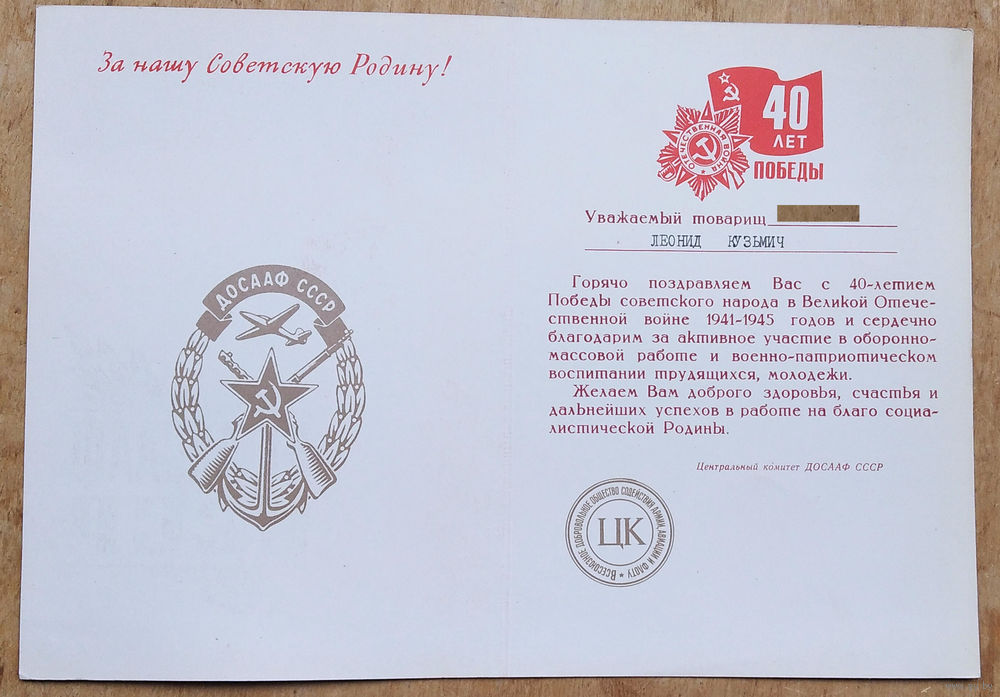 За нашу Советскую Родину!
ДОСААФ СССР
40
ЛЕТ
ПОБЕДЫ
ОТЕЧЕСТВЕННАЯ ВОЙНА
Уважаемый товарищ
ЛЕОНИД КУЗЬМИЧ
Горячо поздравляем Вас с 40-летием
Победы советского народа в Великой Отече-
ственной войне 1941-1945 годов и сердечно
благодарим за активное участие в оборонно-
массовой работе и военно-патриотическом
воспитании трудящихся, молодежи.
Желаем Вам доброго здоровья, счастья и
дальнейших успехов в работе на благо социа-
листической Родины.
Центральный комитет ДОСААФ СССР
Всесоюзное добровольное общество содействия армии, авиации и флоту
ЦК